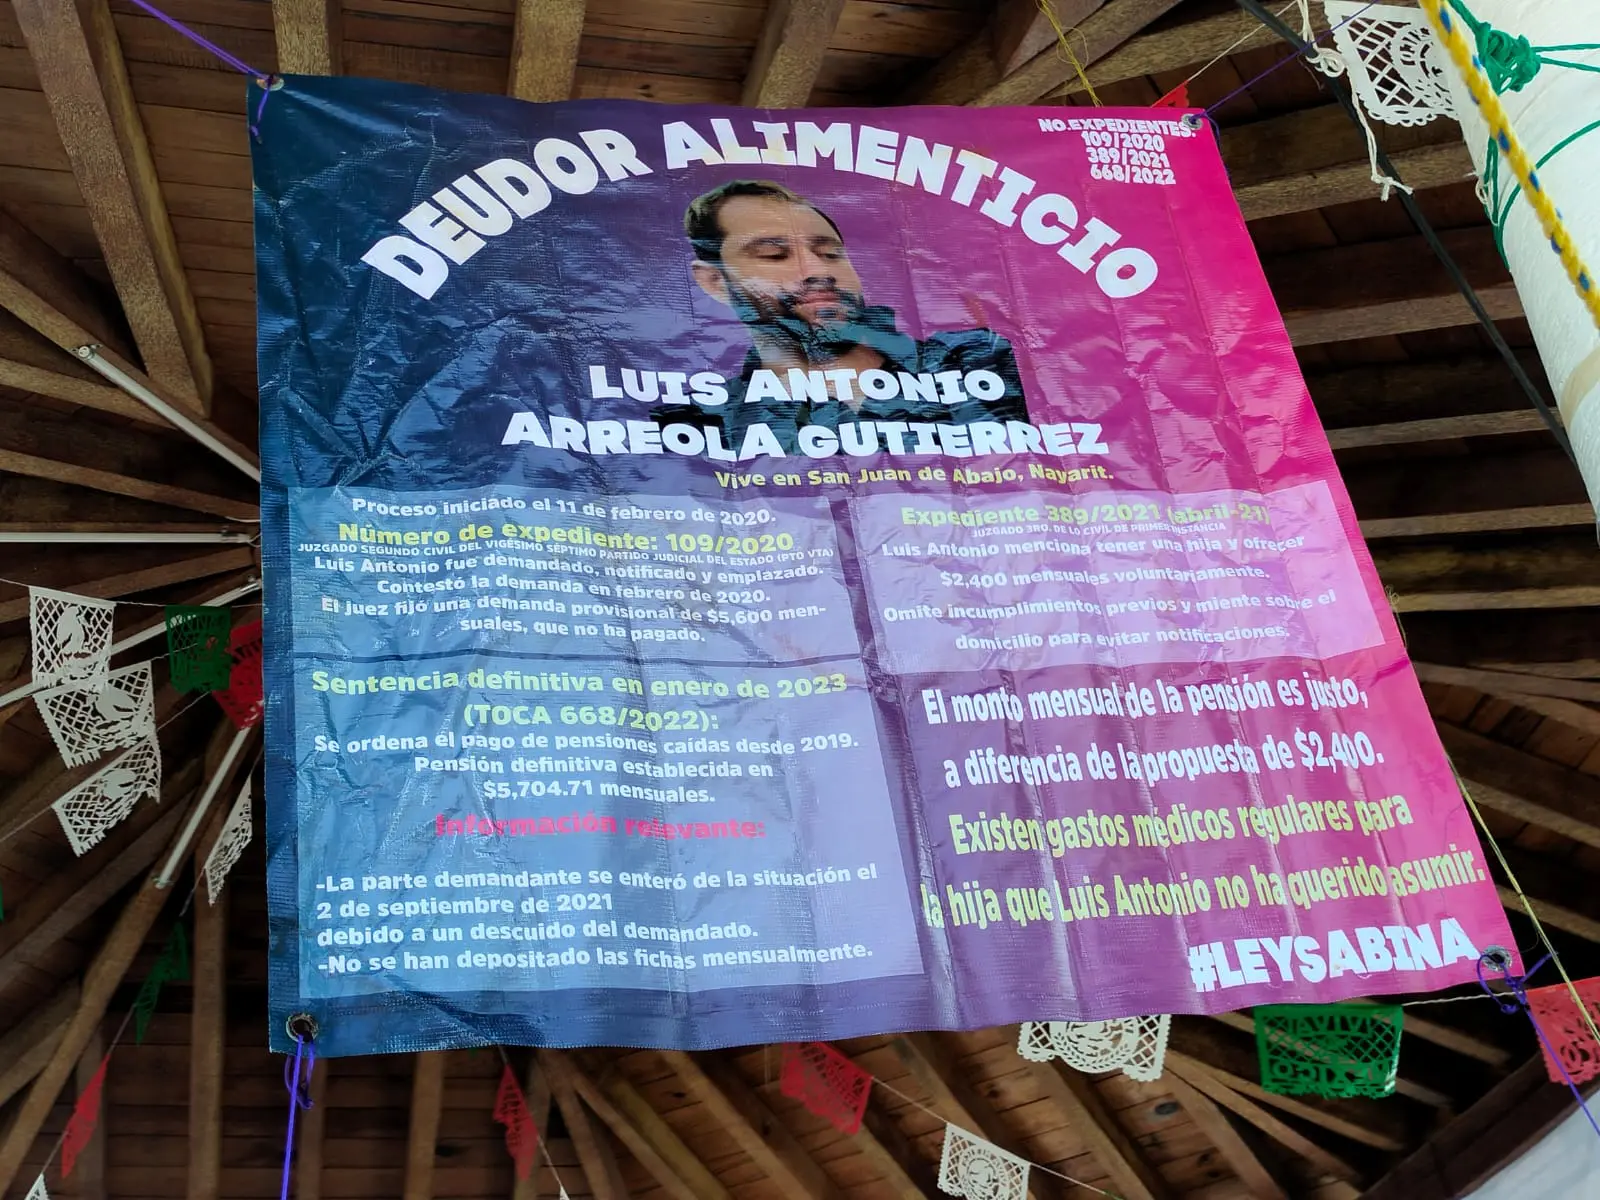 DEUDOR ALIMENTICIO
NO.EXPEDIENTES:
109/2020
389/2021
668/2022
LUIS ANTONIO
ARREOLA GUTIERREZ
Vive en San Juan de Abajo, Nayarit.
Proceso iniciado el 11 de febrero de 2020.
Número de expediente: 109/2020
JUZGADO SEGUNDO CIVIL DEL VIGÉSIMO SÉPTIMO PARTIDO JUDICIAL DEL ESTADO (PTO VTA)
Luis Antonio fue demandado, notificado y emplazado.
Contestó la demanda en febrero de 2020.
El juez fijó una demanda provisional de $5,600 men-
suales, que no ha pagado.
Sentencia definitiva en enero de 2023
(TOCA 668/2022):
Se ordena el pago de pensiones caídas desde 2019.
Pensión definitiva establecida en
$5,704.71 mensuales.
Información relevante:
-La parte demandante se enteró de la situación el
2 de septiembre de 2021
debido a un descuido del demandado.
-No se han depositado las fichas mensualmente.
Expediente 389/2021 (abril-21)
JUZGADO 3RO. DE LO CIVIL DE PRIMER INSTANCIA
Luis Antonio menciona tener una hija y ofrecer
$2,400 mensuales voluntariamente.
Omite incumplimientos previos y miente sobre el
domicilio para evitar notificaciones.
El monto mensual de la pensión es justo,
a diferencia de la propuesta de $2,400.
Existen gastos médicos regulares para
la hija que Luis Antonio no ha querido asumir.
#LEYSABINA
VIVA
MEXICO